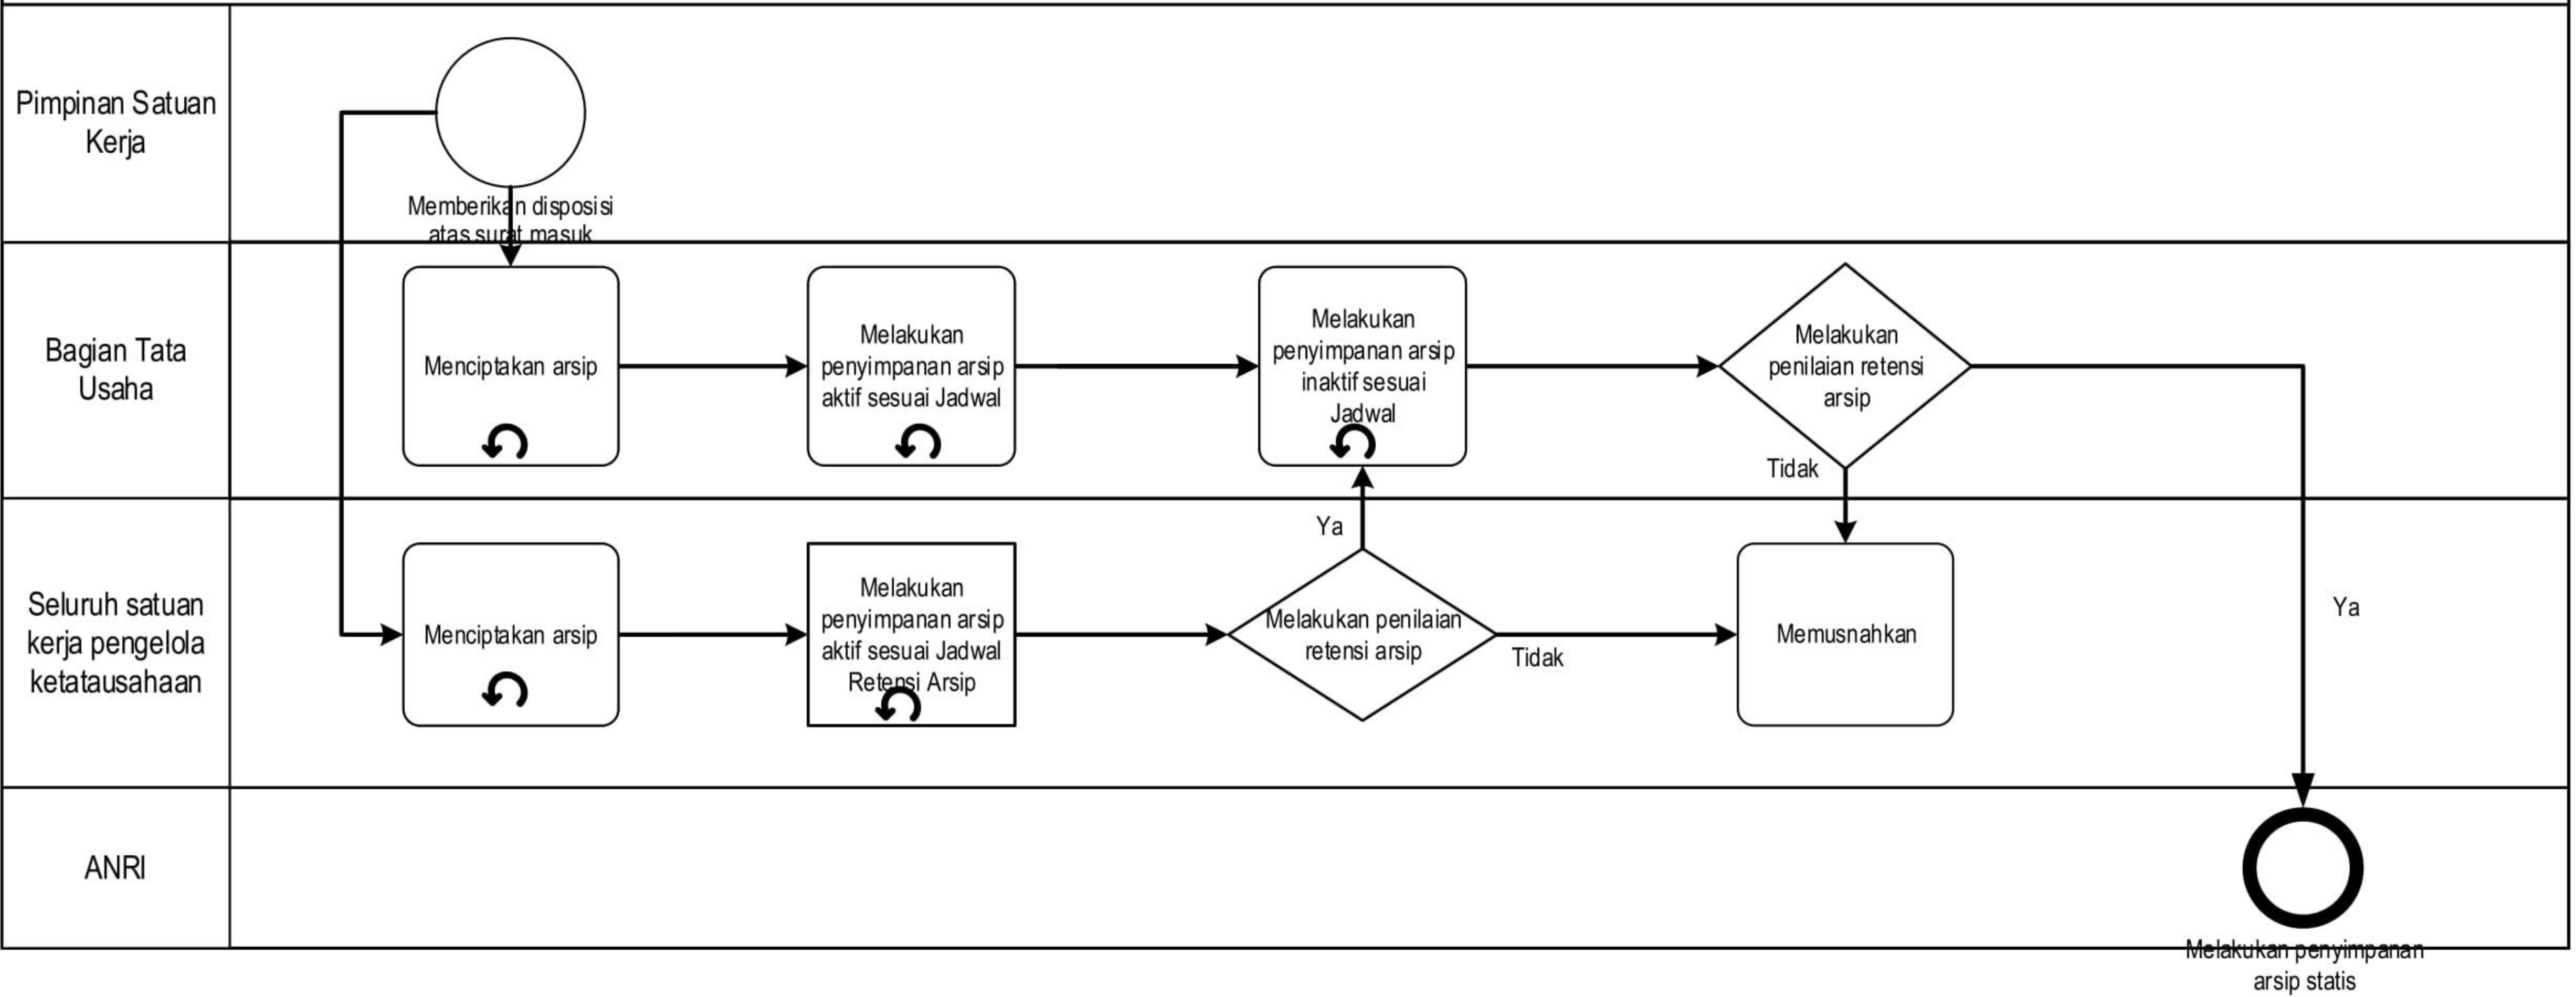 Pimpinan Satuan
Kerja
Memberikan disposisi
atas surat masuk
Bagian Tata
Usaha
Menciptakan arsip
Melakukan
penyimpanan arsip
aktif sesuai Jadwal
Melakukan
penyimpanan arsip
inaktif sesuai
Jadwal
Melakukan
penilaian retensi
arsip
Tidak
Ya
Seluruh satuan
kerja pengelola
ketatausahaan
Menciptakan arsip
Melakukan
penyimpanan arsip
aktif sesuai Jadwal
Retensi Arsip
Ya
Melakukan penilaian
retensi arsip
Tidak
Memusnahkan
ANRI
Melakukan penyimpanan
arsip statis